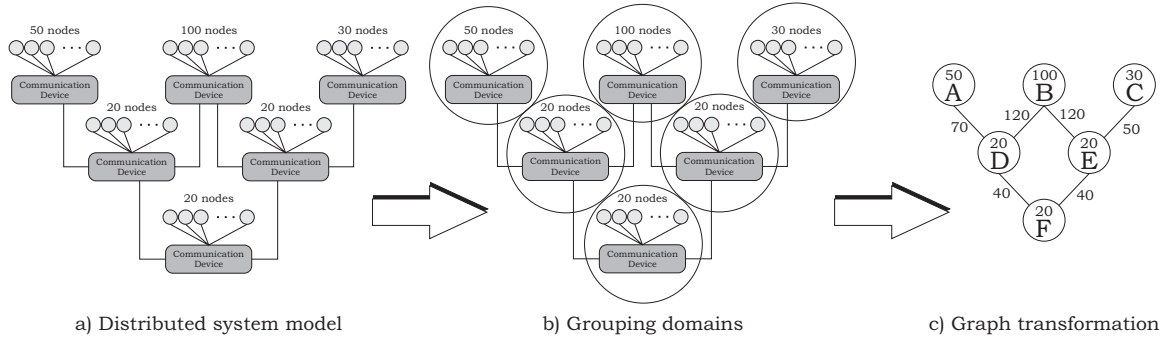 50 nodes
100 nodes
30 nodes
Communication
Device
Communication
Device
Communication
Device
20 nodes
20 nodes
Communication
Device
Communication
Device
20 nodes
Communication
Device
a) Distributed system model
50 nodes
100 nodes
30 nodes
Communication
Device
Communication
Device
Communication
Device
20 nodes
20 nodes
Communication
Device
Communication
Device
20 nodes
Communication
Device
b) Grouping domains
50
A
100
B
30
C
70
120
120
50
20
D
20
E
40
40
20
F
c) Graph transformation